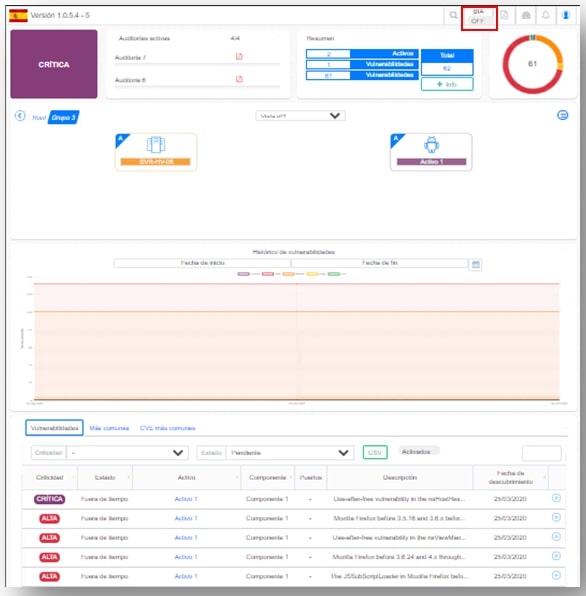 Versión 1.0.5.4 - 5
DIA
OFF
CRÍTICA
Auditorías activas 4/4
Auditoría 7
Auditoría 6
Resumen
2 Activos
1 Vulnerabilidades
61 Vulnerabilidades
Total
62
+ Info
61
Host Grupo 3
SVR-HV-06
Activo 1
Histórico de vulnerabilidades
Fecha de inicio Fecha de fin
Vulnerabilidades Más comunes CVE más comunes
Criticidad - Estado Pendiente CSV Activados
Criticidad Estado Activo Componente Puertos Descripción Fecha de descubrimiento
CRÍTICA Fuera de tiempo Activo 1 Componente 1 - Use-after-free vulnerability in the nsHostRes... 25/03/2020
ALTA Fuera de tiempo Activo 1 Componente 1 - Mozilla Firefox before 3.5.16 and 3.6.x befor... 25/03/2020
ALTA Fuera de tiempo Activo 1 Componente 1 - Use-after-free vulnerability in the nsViewMan... 25/03/2020
ALTA Fuera de tiempo Activo 1 Componente 1 - Mozilla Firefox before 3.6.24 and 4.x through... 25/03/2020
ALTA Fuera de tiempo Activo 1 Componente 1 - The JSSubScriptLoader in Mozilla Firefox befo... 25/03/2020